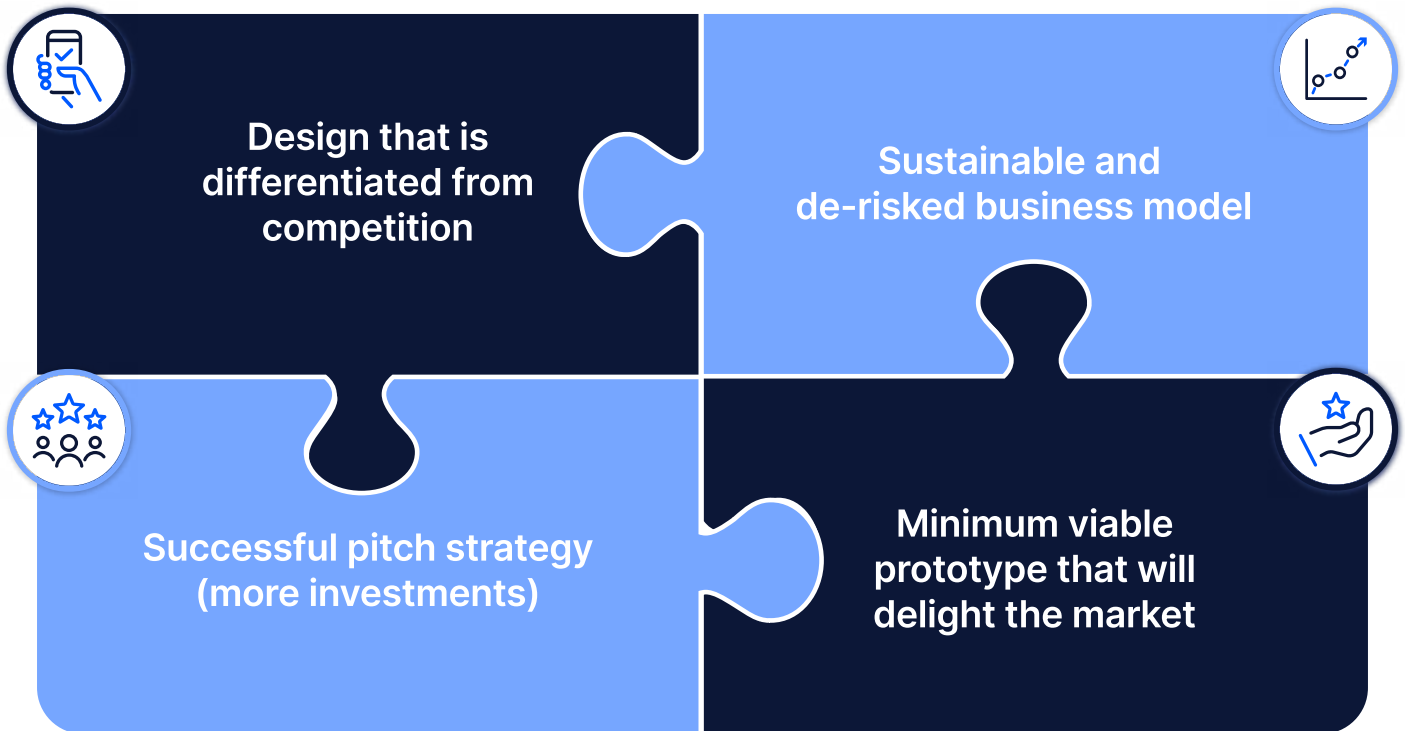 Design that is
differentiated from
competition
Sustainable and
de-risked business model
Successful pitch strategy
(more investments)
Minimum viable
prototype that will
delight the market